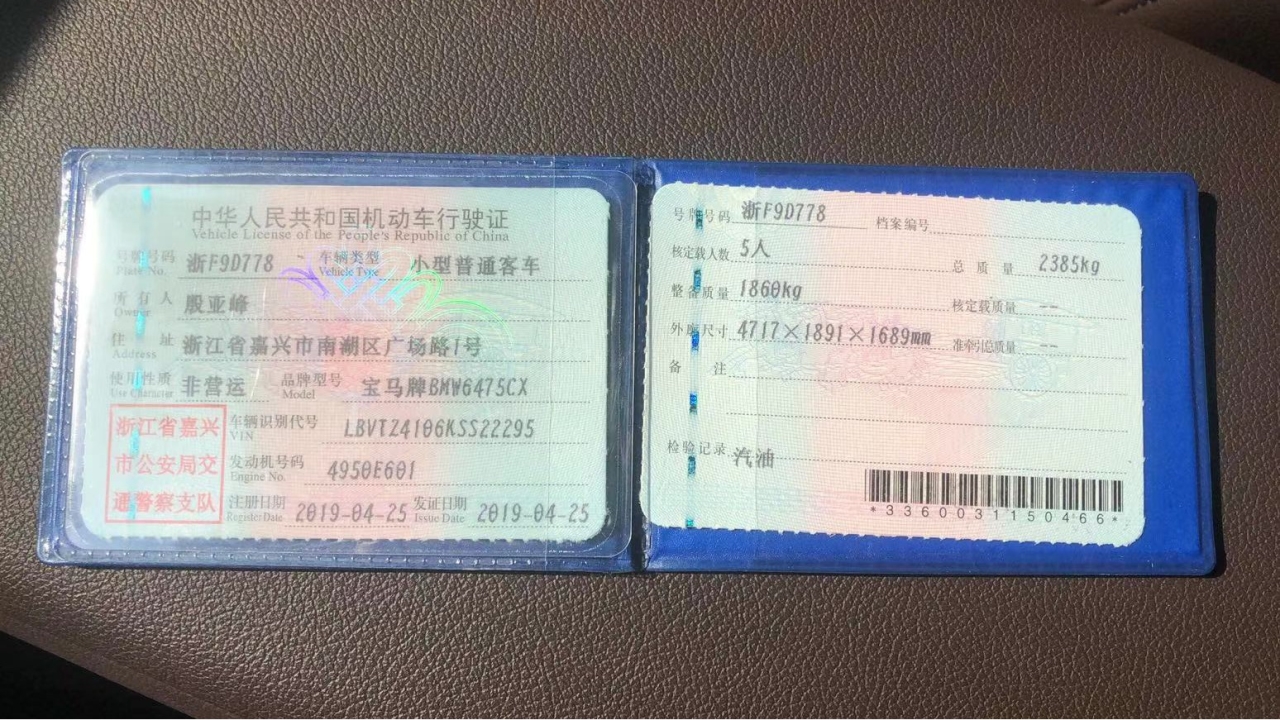 中华人民共和国机动车行驶证
Vehicle License of the People's Republic of China
号牌号码 浙F9D778 车辆类型 小型普通客车
Plate No. Vehicle Type
所有人 殷亚峰
Owner
住址 浙江省嘉兴市南湖区广场路1号
Address
使用性质 非营运 品牌型号 宝马牌BMW6475CX
Use Character Model
浙江省嘉兴 车辆识别代号 LBVTZ4106KSS22295
VIN
市公安局交 发动机号码 4950E601
Engine No.
通警察支队 注册日期 2019-04-25 发证日期 2019-04-25
Register Date Issue Date
号牌号码 浙F9D778 档案编号
核定载人数 5人 总质量 2385kg
整备质量 1860kg 核定载质量 --
外廓尺寸 4717×1891×1689mm 准牵引总质量 --
备注
检验记录 汽油
*3360031150466*